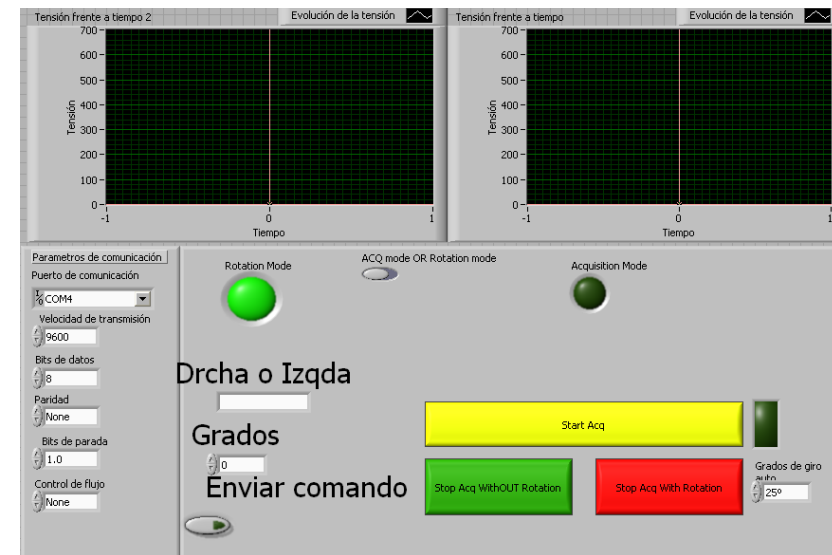 Tensión frente a tiempo 2
Evolución de la tensión
700
600
500
400
300
200
100
0
Tensión
-1
0
1
Tiempo
Tensión frente a tiempo
Evolución de la tensión
700
600
500
400
300
200
100
0
Tensión
-1
0
1
Tiempo
Parametros de comunicación
Puerto de comunicación
COM4
Velocidad de transmisión
9600
Bits de datos
8
Paridad
None
Bits de parada
1.0
Control de flujo
None
Rotation Mode
ACQ mode OR Rotation mode
Acquisition Mode
Drcha o Izqda
Grados
0
Enviar comando
Start Acq
Stop Acq WithOUT Rotation
Stop Acq With Rotation
Grados de giro
auto
25º